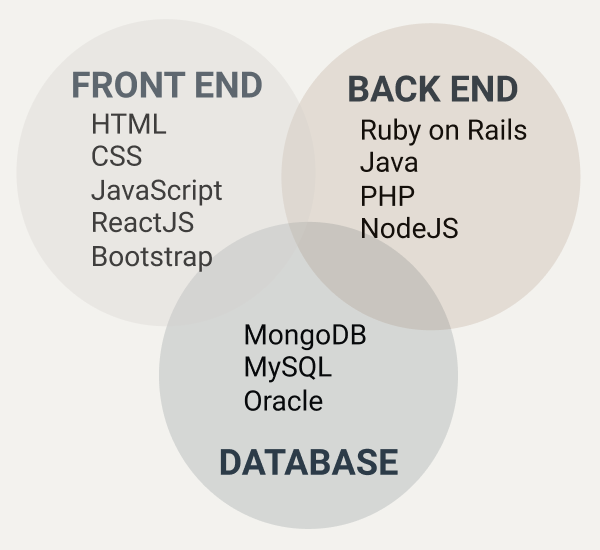 FRONT END
HTML
CSS
JavaScript
ReactJS
Bootstrap
BACK END
Ruby on Rails
Java
PHP
NodeJS
MongoDB
MySQL
Oracle
DATABASE